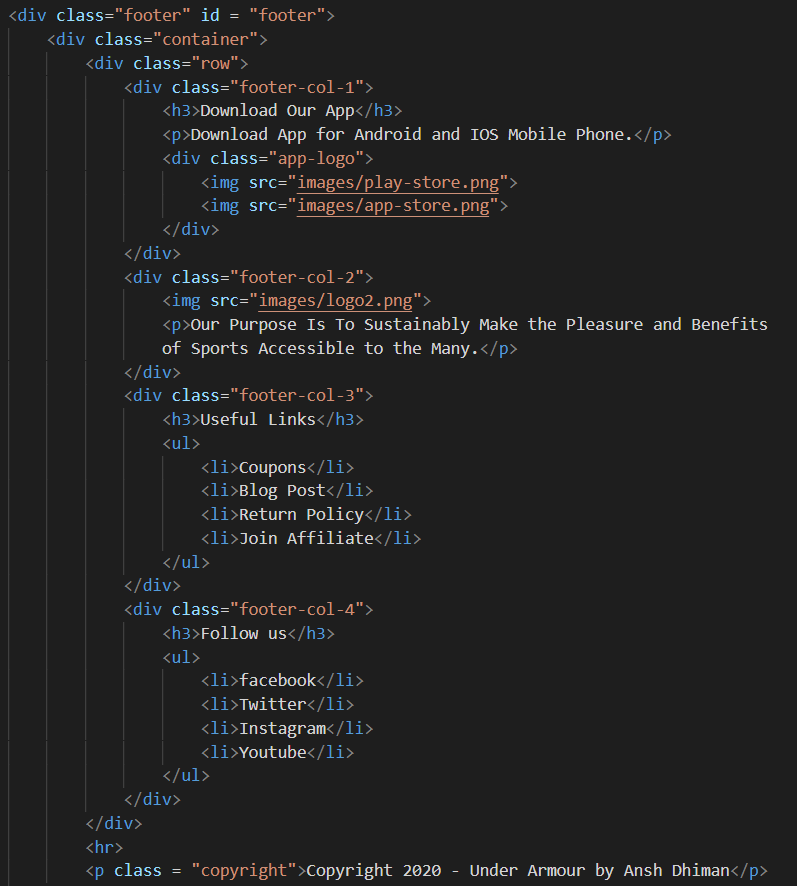 <div class="footer" id = "footer">
    <div class="container">
        <div class="row">
            <div class="footer-col-1">
                <h3>Download Our App</h3>
                <p>Download App for Android and IOS Mobile Phone.</p>
                <div class="app-logo">
                    <img src="images/play-store.png">
                    <img src="images/app-store.png">
                </div>
            </div>
            <div class="footer-col-2">
                <img src="images/logo2.png">
                <p>Our Purpose Is To Sustainably Make the Pleasure and Benefits
                of Sports Accessible to the Many.</p>
            </div>
            <div class="footer-col-3">
                <h3>Useful Links</h3>
                <ul>
                    <li>Coupons</li>
                    <li>Blog Post</li>
                    <li>Return Policy</li>
                    <li>Join Affiliate</li>
                </ul>
            </div>
            <div class="footer-col-4">
                <h3>Follow us</h3>
                <ul>
                    <li>facebook</li>
                    <li>Twitter</li>
                    <li>Instagram</li>
                    <li>Youtube</li>
                </ul>
            </div>
        </div>
        <hr>
        <p class = "copyright">Copyright 2020 - Under Armour by Ansh Dhiman</p>